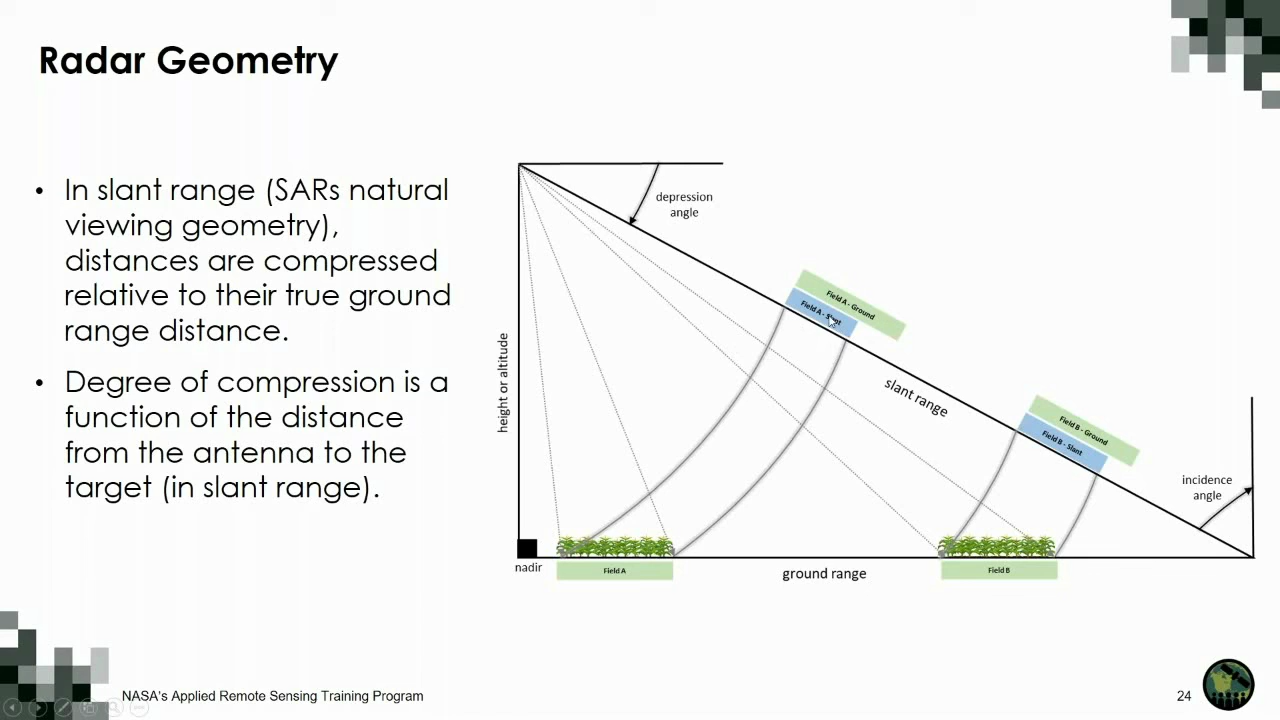 Radar Geometry
• In slant range (SARs natural
viewing geometry),
distances are compressed
relative to their true ground
range distance.
• Degree of compression is a
function of the distance
from the antenna to the
target (in slant range).
depression
angle
Field A - Ground
Field A - Slant
height or altitude
slant range
Field B - Ground
Field B - Slant
incidence
angle
nadir
Field A
ground range
Field B
NASA's Applied Remote Sensing Training Program
24